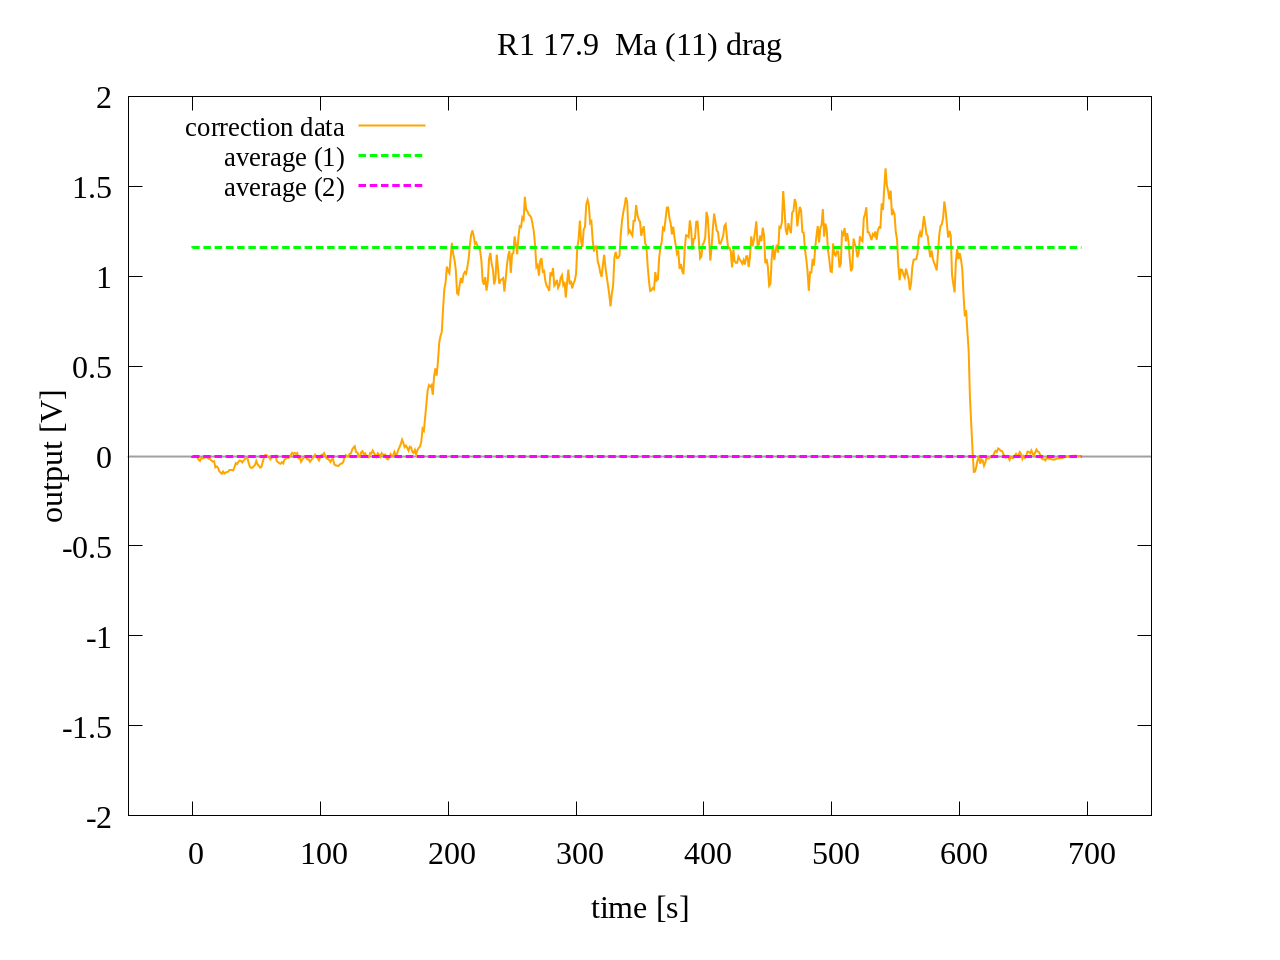 R1 17.9  Ma (11) drag
correction data
average (1)
average (2)
2
1.5
1
0.5
0
-0.5
-1
-1.5
-2
output [V]
0 100 200 300 400 500 600 700
time [s]